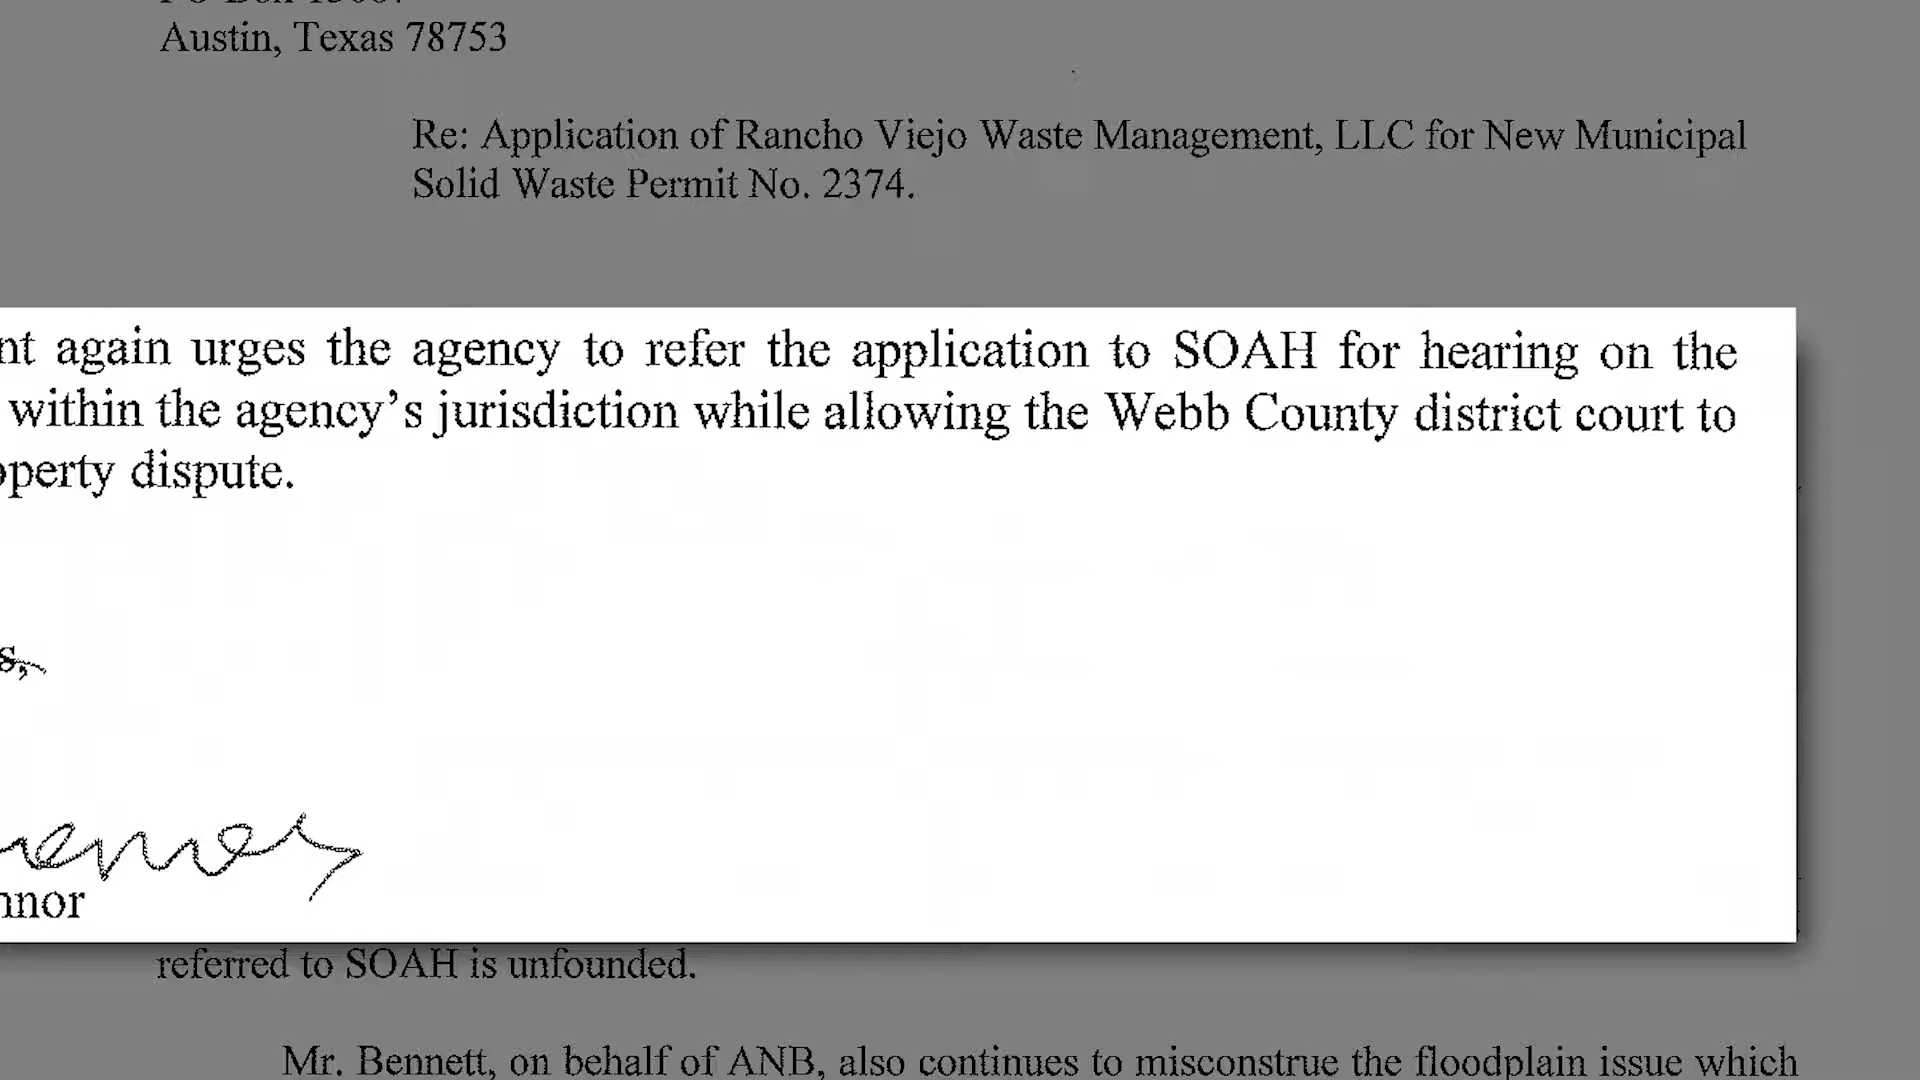 Austin, Texas 78753
Re: Application of Rancho Viejo Waste Management, LLC for New Municipal
Solid Waste Permit No. 2374.
again urges the agency to refer the application to SOAH for hearing on the
within the agency's jurisdiction while allowing the Webb County district court to
dispute.
referred to SOAH is unfounded.
Mr. Bennett, on behalf of ANB, also continues to misconstrue the floodplain issue which